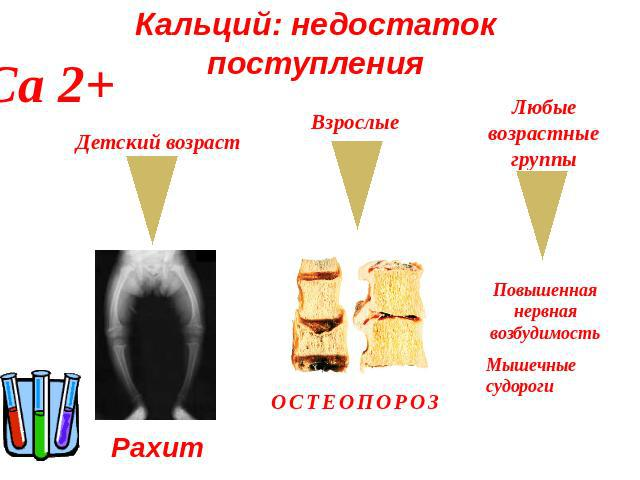 Кальций: недостаток
поступления
Ca 2+
Детский возраст
Взрослые
Любые
возрастные
группы
Рахит
ОСТЕОПОРОЗ
Повышенная
нервная
возбудимость
Мышечные
судороги